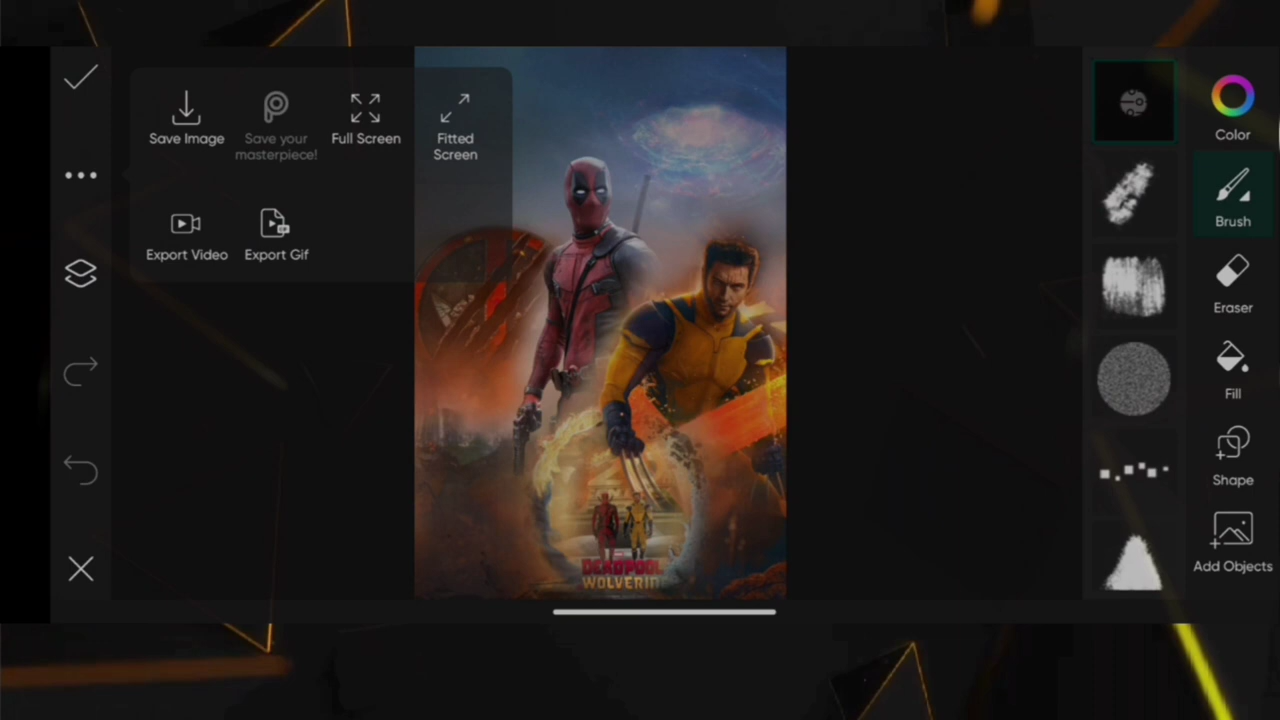 Save Image
Save your
masterpiece!
Full Screen
Fitted
Screen
Export Video
Export Gif
DEADPOOL
WOLVERINE
Color
Brush
Eraser
Fill
Shape
Add Objects